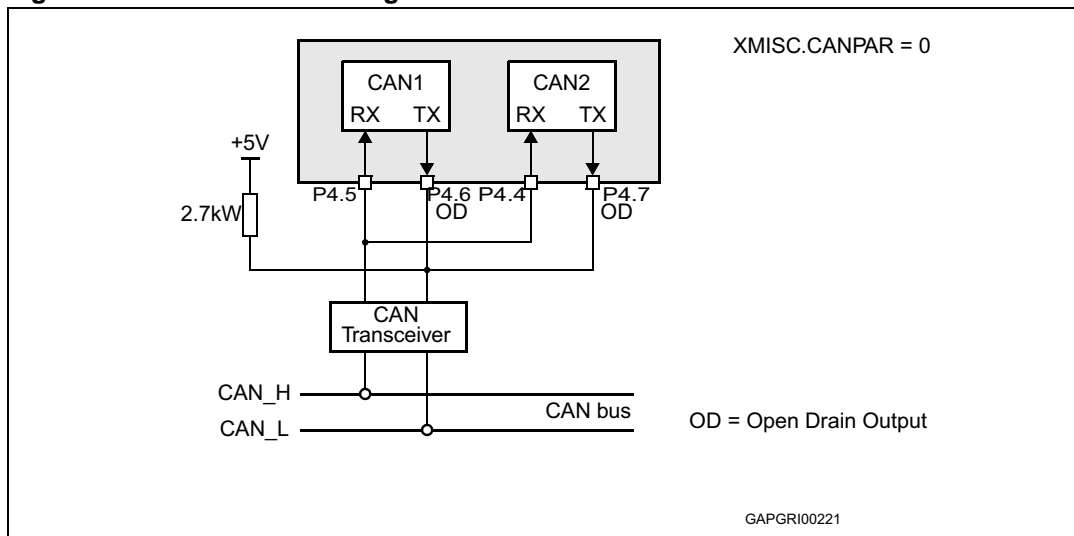 XMISC.CANPAR = 0
CAN1
CAN2
RX TX
RX TX
+5V
P4.5
P4.6
OD
P4.4
P4.7
OD
2.7kW
CAN
Transceiver
CAN_H
CAN bus
CAN_L
OD = Open Drain Output
GAPGRI00221